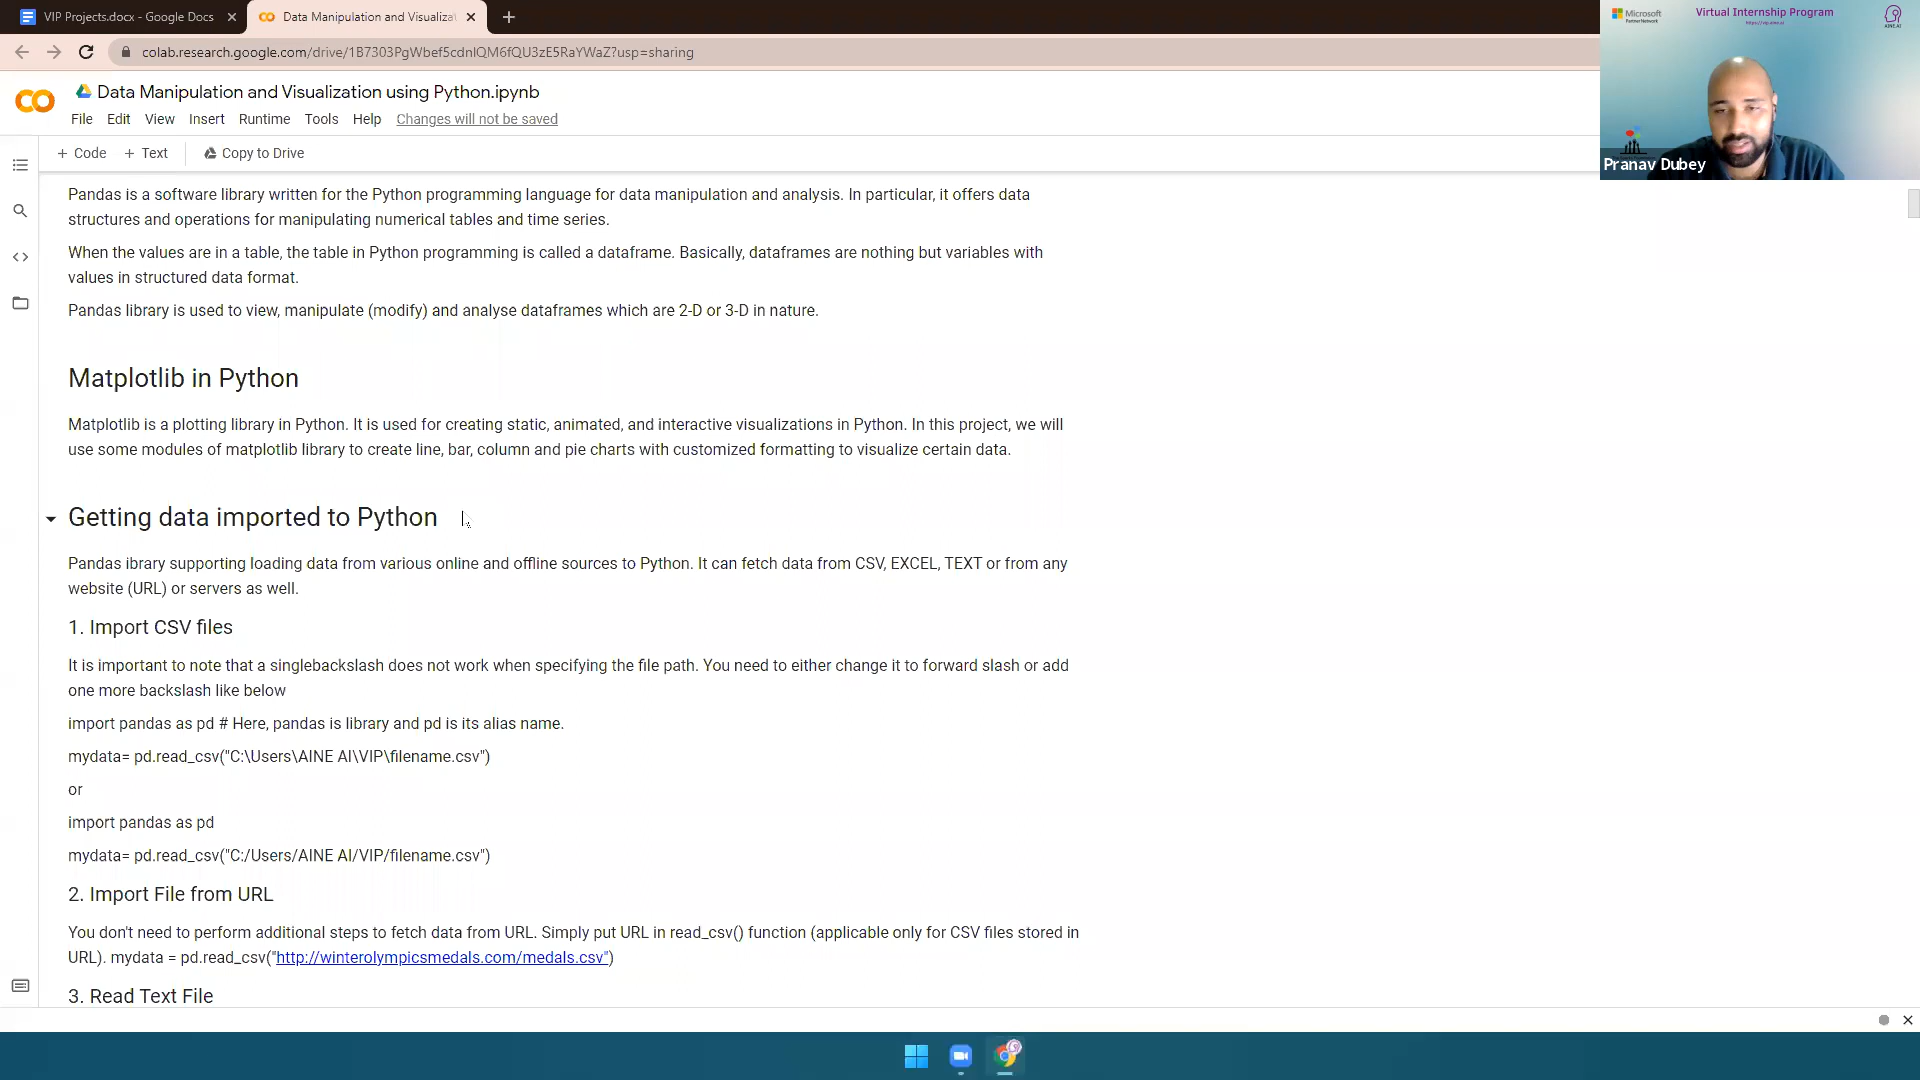 VIP Projects.docx - Google Docs
Data Manipulation and Visualizat
colab.research.google.com/drive/1B7303PgWbef5cdnIQM6fQU3zE5RaYWaZ?usp=sharing
Microsoft
Partner Network
Virtual Internship Program
AINE.AI
Pranav Dubey
Data Manipulation and Visualization using Python.ipynb
File Edit View Insert Runtime Tools Help Changes will not be saved
+ Code + Text Copy to Drive
Pandas is a software library written for the Python programming language for data manipulation and analysis. In particular, it offers data
structures and operations for manipulating numerical tables and time series.
When the values are in a table, the table in Python programming is called a dataframe. Basically, dataframes are nothing but variables with
values in structured data format.
Pandas library is used to view, manipulate (modify) and analyse dataframes which are 2-D or 3-D in nature.
Matplotlib in Python
Matplotlib is a plotting library in Python. It is used for creating static, animated, and interactive visualizations in Python. In this project, we will
use some modules of matplotlib library to create line, bar, column and pie charts with customized formatting to visualize certain data.
Getting data imported to Python
Pandas ibrary supporting loading data from various online and offline sources to Python. It can fetch data from CSV, EXCEL, TEXT or from any
website (URL) or servers as well.
1. Import CSV files
It is important to note that a singlebackslash does not work when specifying the file path. You need to either change it to forward slash or add
one more backslash like below
import pandas as pd # Here, pandas is library and pd is its alias name.
mydata= pd.read_csv("C:\Users\AINE AI\VIP\filename.csv")
or
import pandas as pd
mydata= pd.read_csv("C:/Users/AINE AI/VIP/filename.csv")
2. Import File from URL
You don't need to perform additional steps to fetch data from URL. Simply put URL in read_csv() function (applicable only for CSV files stored in
URL). mydata = pd.read_csv("http://winterolympicsmedals.com/medals.csv")
3. Read Text File